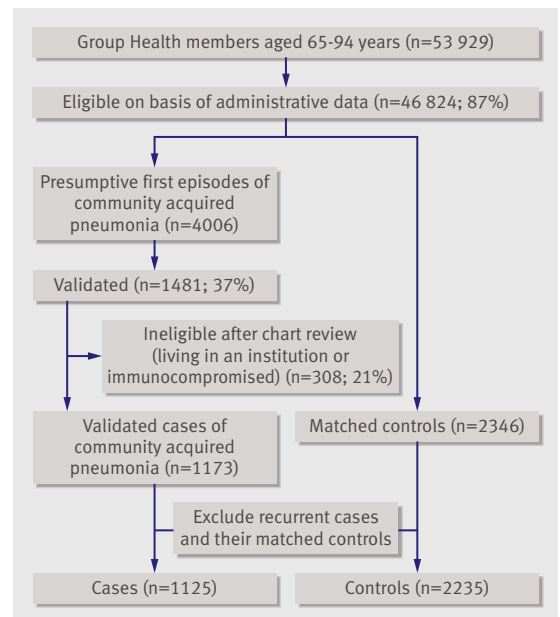 Group Health members aged 65-94 years (n=53 929)
Eligible on basis of administrative data (n=46 824; 87%)
Presumptive first episodes of
community acquired
pneumonia (n=4006)
Validated (n=1481; 37%)
Ineligible after chart review
(living in an institution or
immunocompromised) (n=308; 21%)
Validated cases of
community acquired
pneumonia (n=1173)
Matched controls (n=2346)
Exclude recurrent cases
and their matched controls
Cases (n=1125)
Controls (n=2235)